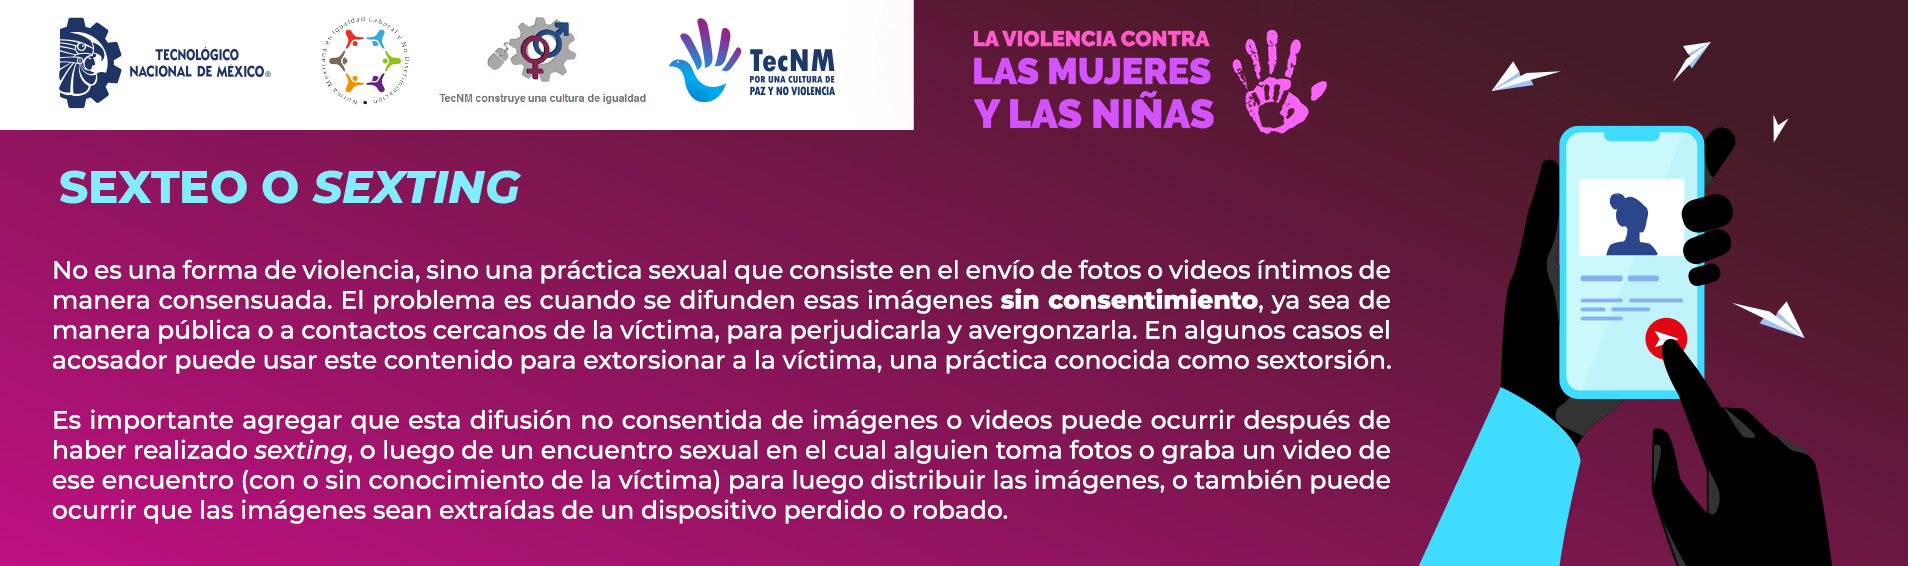 TECNOLÓGICO
NACIONAL DE MÉXICO®
Norma Mexicana en Igualdad Laboral Y No Discriminación
TecNM construye una cultura de igualdad
TecNM
POR UNA CULTURA DE
PAZ Y NO VIOLENCIA
LA VIOLENCIA CONTRA
LAS MUJERES
Y LAS NIÑAS
SEXTEO O SEXTING
No es una forma de violencia, sino una práctica sexual que consiste en el envío de fotos o videos íntimos de
manera consensuada. El problema es cuando se difunden esas imágenes sin consentimiento, ya sea de
manera pública o a contactos cercanos de la víctima, para perjudicarla y avergonzarla. En algunos casos el
acosador puede usar este contenido para extorsionar a la víctima, una práctica conocida como sextorsión.
Es importante agregar que esta difusión no consentida de imágenes o videos puede ocurrir después de
haber realizado sexting, o luego de un encuentro sexual en el cual alguien toma fotos o graba un video de
ese encuentro (con o sin conocimiento de la víctima) para luego distribuir las imágenes, o también puede
ocurrir que las imágenes sean extraídas de un dispositivo perdido o robado.